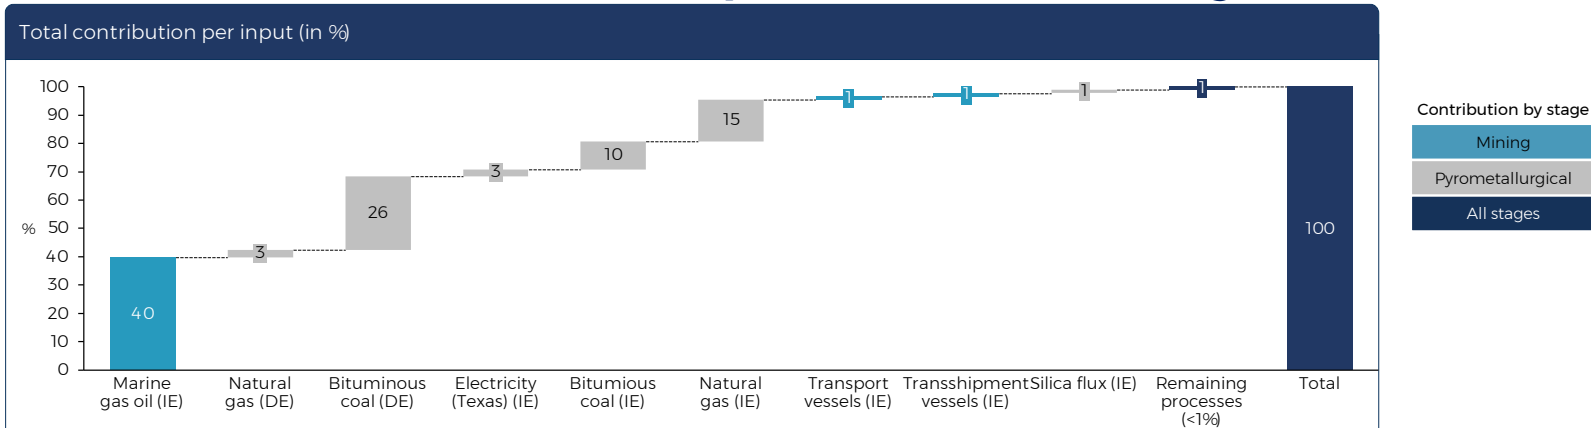 Total contribution per input (in %)
100
90
80
70
60
50
40
30
20
10
0
%
40
3
26
3
10
15
1
1
1
1
100
Marine
gas oil (IE)
Natural
gas (DE)
Bituminous
coal (DE)
Electricity
(Texas) (IE)
Bitumious
coal (IE)
Natural
gas (IE)
Transport
vessels (IE)
Transshipment
vessels (IE)
Silica flux (IE)
Remaining
processes
(<1%)
Total
Contribution by stage
Mining
Pyrometallurgical
All stages